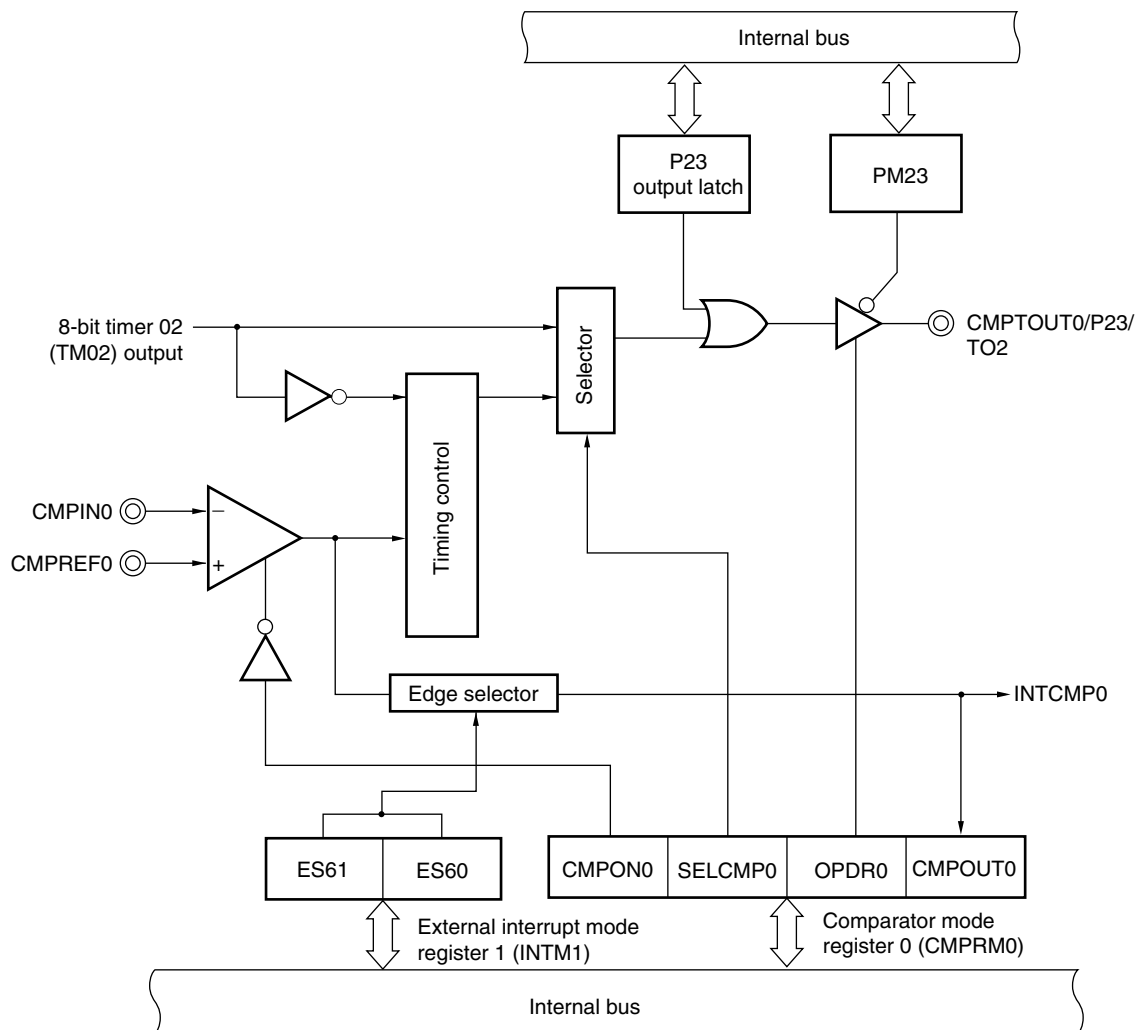 Internal bus
P23
output latch
PM23
8-bit timer 02
(TM02) output
Selector
CMPTOUT0/P23/
TO2
Timing control
CMPIN0
−
CMPREF0
+
Edge selector
INTCMP0
ES61
ES60
CMPON0
SELCMP0
OPDR0
CMPOUT0
External interrupt mode
register 1 (INTM1)
Comparator mode
register 0 (CMPRM0)
Internal bus